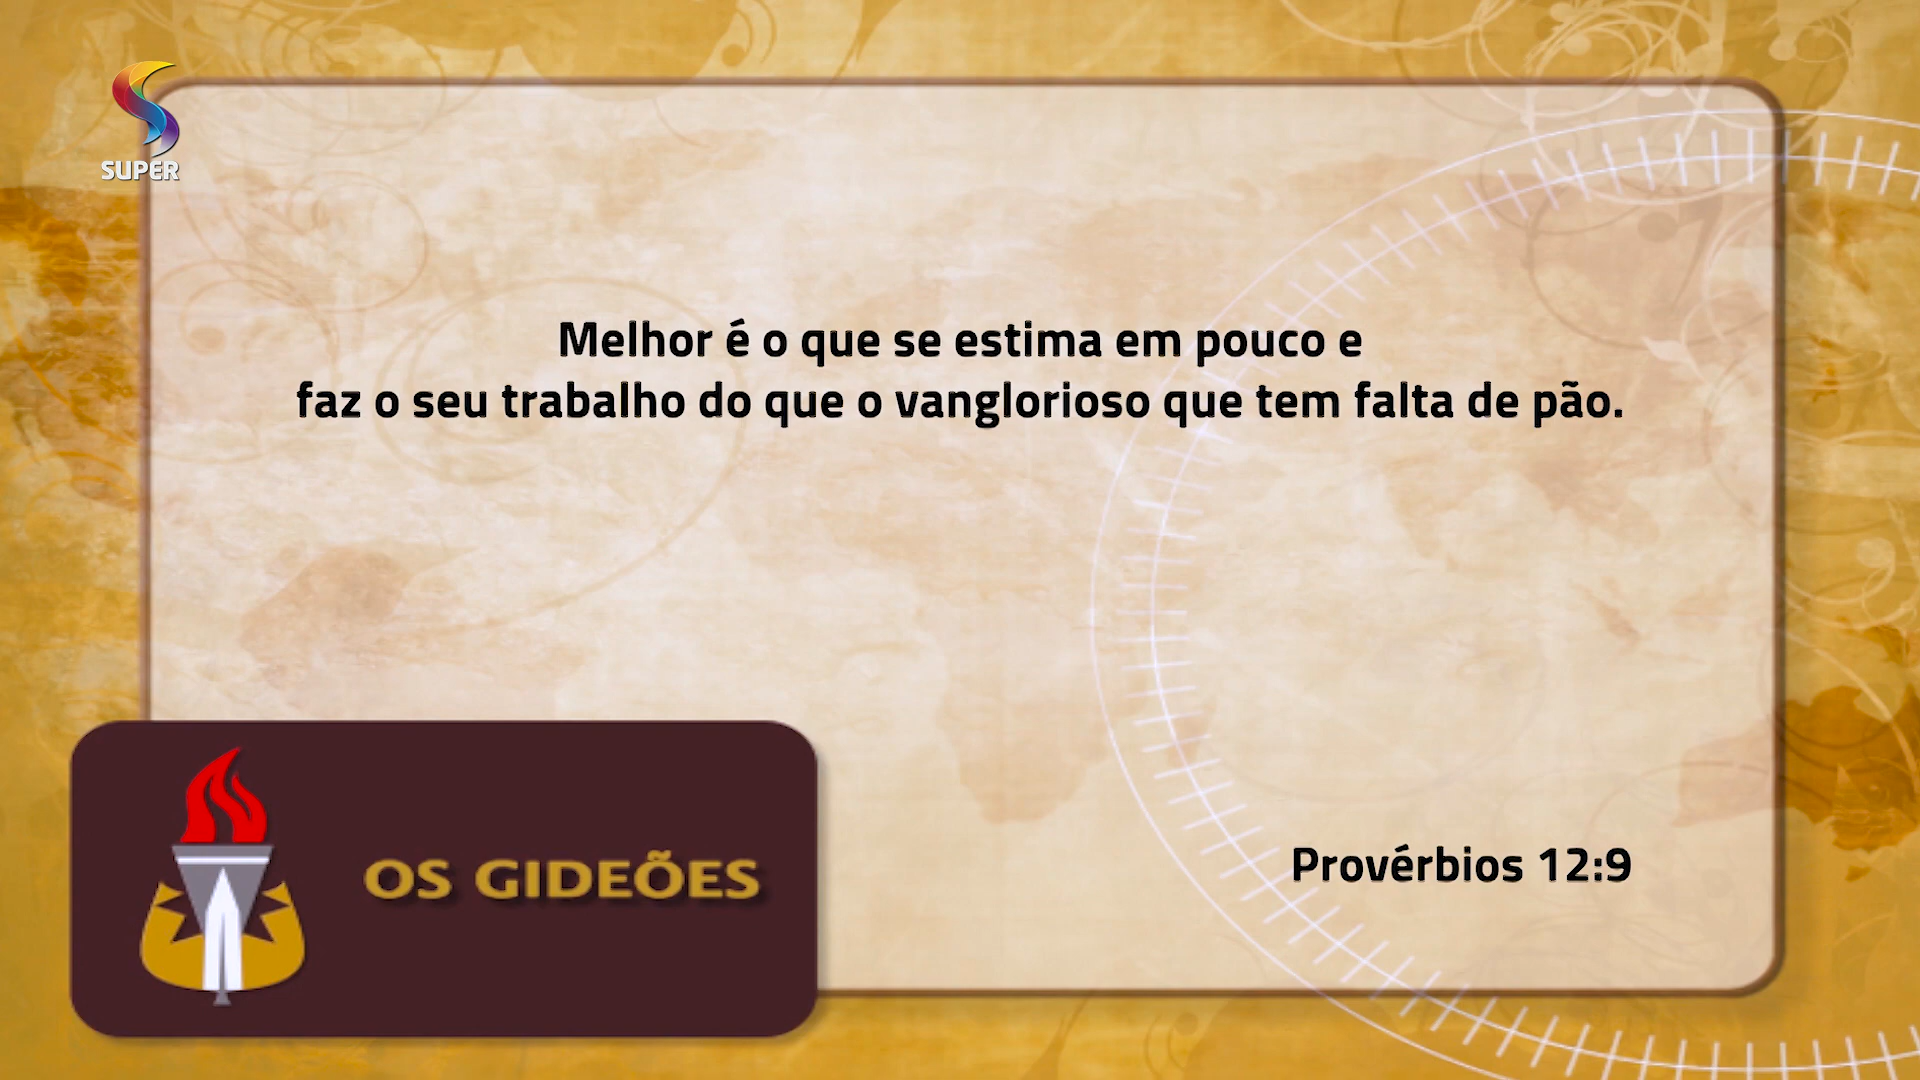 SUPER
Melhor é o que se estima em pouco e
faz o seu trabalho do que o vanglorioso que tem falta de pão.
OS GIDEÕES
Provérbios 12:9